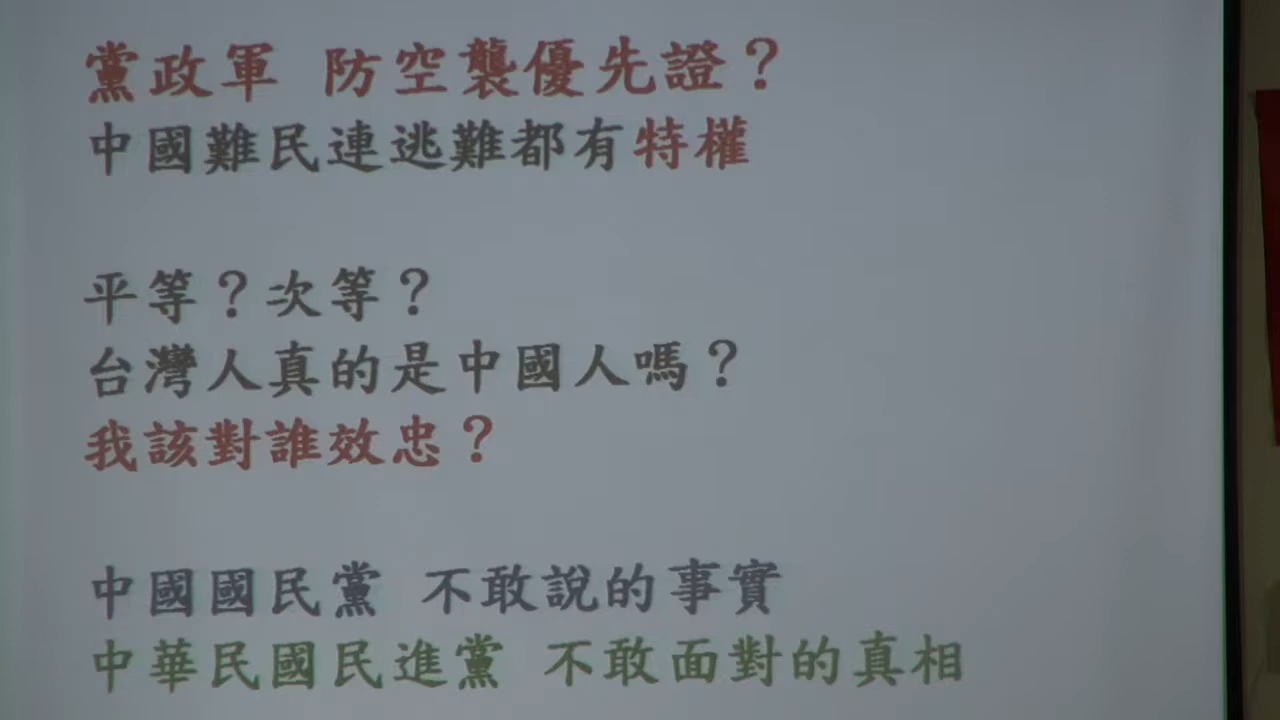 黨政軍 防空襲優先證？
中國難民連逃難都有特權
平等？次等？
台灣人真的是中國人嗎？
我該對誰效忠？
中國國民黨 不敢說的事實
中華民國民進黨 不敢面對的真相